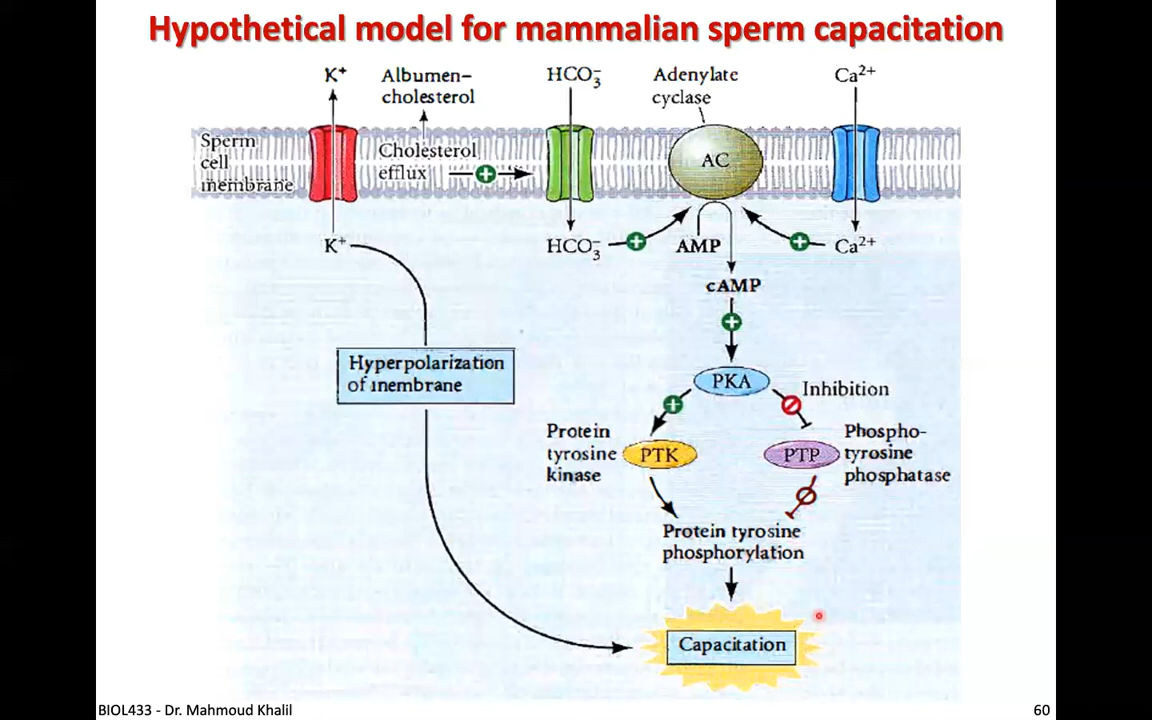 Hypothetical model for mammalian sperm capacitation
K+
Albumen-
cholesterol
HCO3-
Adenylate
cyclase
Ca2+
Sperm
cell
membrane
Cholesterol
efflux
AC
K+
HCO3-
AMP
Ca2+
cAMP
Hyperpolarization
of membrane
PKA
Inhibition
Protein
tyrosine
kinase
PTK
PTP
Phospho-
tyrosine
phosphatase
Protein tyrosine
phosphorylation
Capacitation
BIOL433 - Dr. Mahmoud Khalil
60